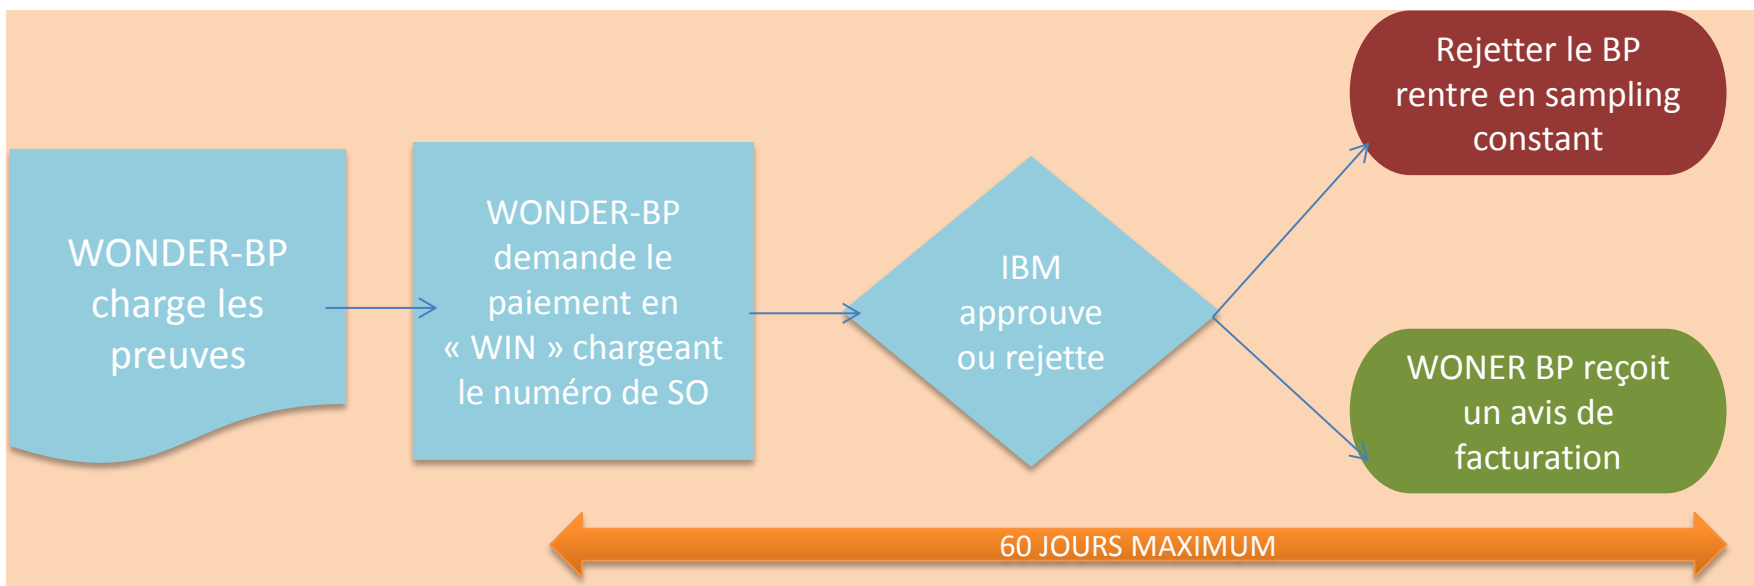 WONDER-BP
charge les
preuves
WONDER-BP
demande le
paiement en
« WIN » chargeant
le numéro de SO
IBM
approuve
ou rejette
Rejetter le BP
rentre en sampling
constant
WONER BP reçoit
un avis de
facturation
60 JOURS MAXIMUM